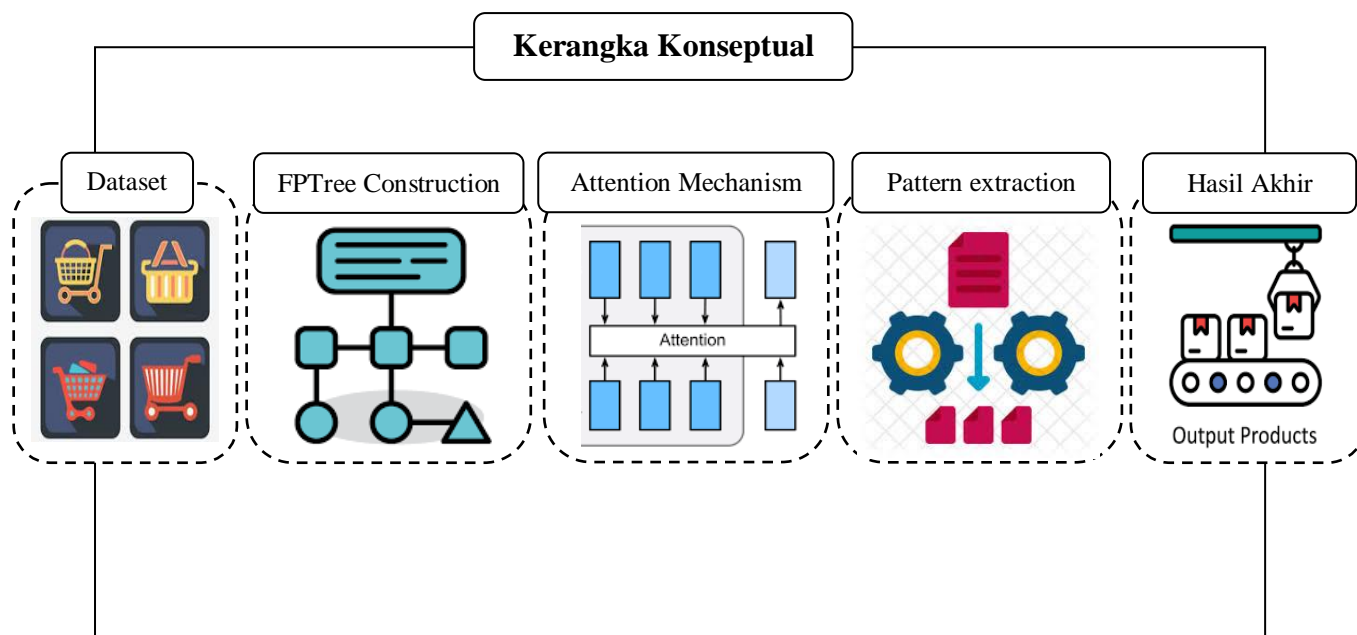 Kerangka Konseptual
Dataset
FPTree Construction
Attention Mechanism
Pattern extraction
Hasil Akhir
Attention
Output Products